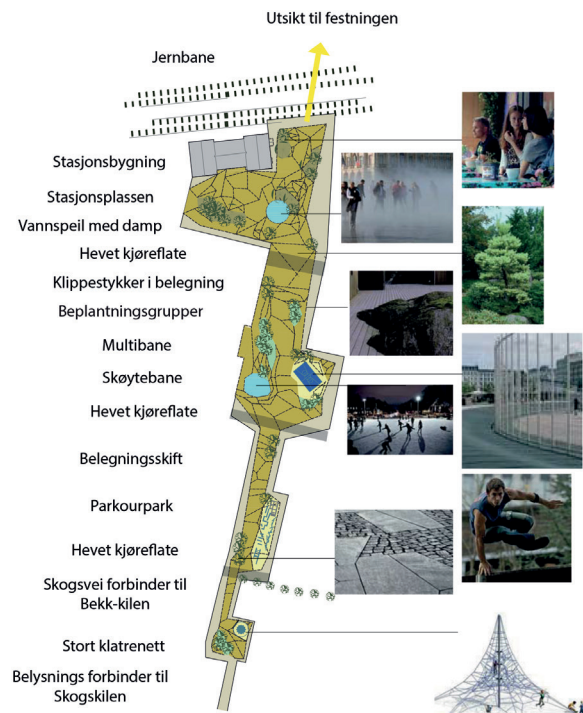 Utsikt til festningen
Jernbane
Stasjonsbygning
Stasjonsplassen
Vannspeil med damp
Hevet kjøreflate
Klippestykker i belegning
Beplantningsgrupper
Multibane
Skøytebane
Hevet kjøreflate
Belegningsskift
Parkourpark
Hevet kjøreflate
Skogsvei forbinder til
Bekk-kilen
Stort klatrenett
Belysnings forbinder til
Skogskilen